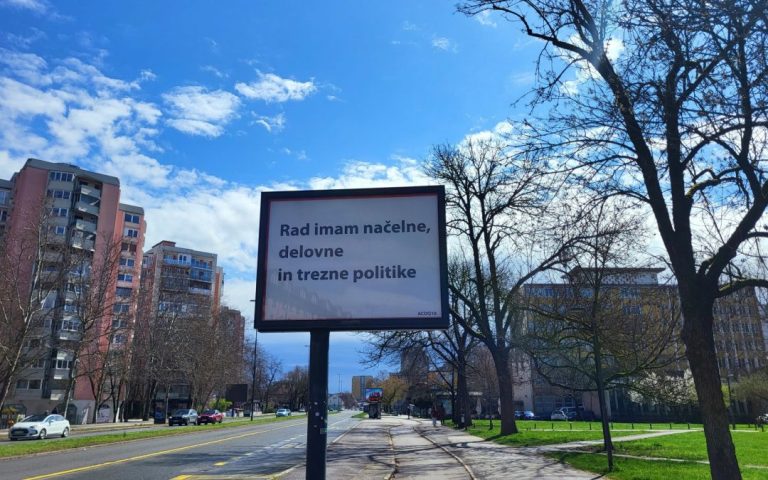 Rad imam načelne,
delovne
in trezne politike